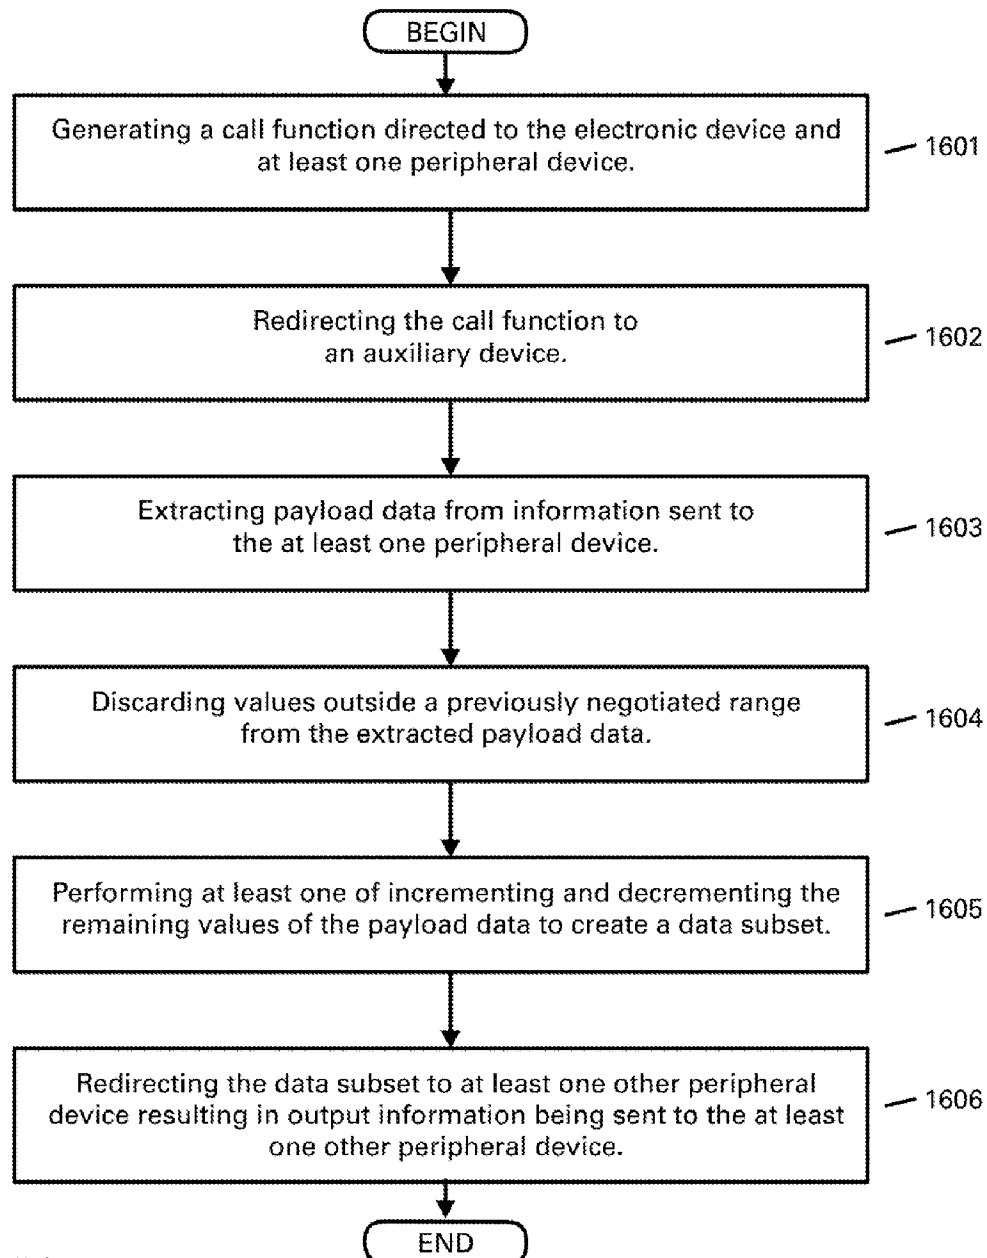 BEGIN
Generating a call function directed to the electronic device and
at least one peripheral device.
1601
Redirecting the call function to
an auxiliary device.
1602
Extracting payload data from information sent to
the at least one peripheral device.
1603
Discarding values outside a previously negotiated range
from the extracted payload data.
1604
Performing at least one of incrementing and decrementing the
remaining values of the payload data to create a data subset.
1605
Redirecting the data subset to at least one other peripheral
device resulting in output information being sent to the at least
one other peripheral device.
1606
END